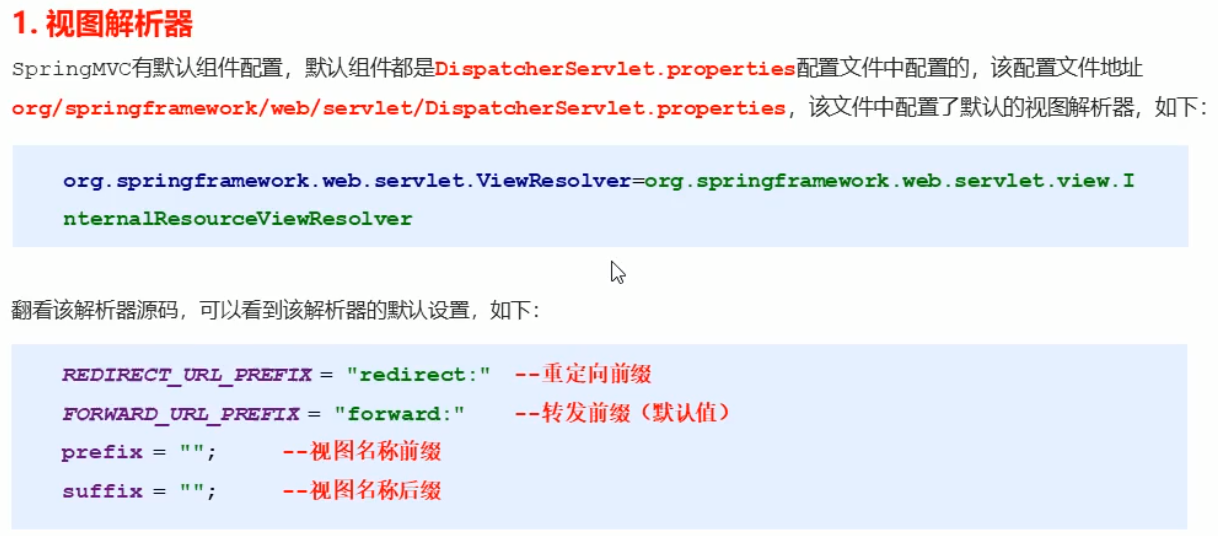 1. 视图解析器
SpringMVC有默认组件配置，默认组件都是DispatcherServlet.properties配置文件中配置的，该配置文件地址
org/springframework/web/servlet/DispatcherServlet.properties，该文件中配置了默认的视图解析器，如下：
org.springframework.web.servlet.ViewResolver=org.springframework.web.servlet.view.I
nternalResourceViewResolver
翻看该解析器源码，可以看到该解析器的默认设置，如下：
REDIRECT_URL_PREFIX = "redirect:" --重定向前缀
FORWARD_URL_PREFIX = "forward:" --转发前缀（默认值）
prefix = ""; --视图名称前缀
suffix = ""; --视图名称后缀